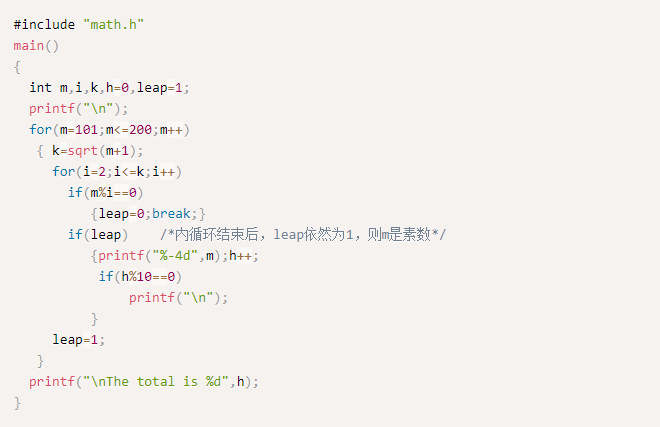 #include "math.h"
main()
{
  int m,i,k,h=0,leap=1;
  printf("\n");
  for(m=101;m<=200;m++)
   { k=sqrt(m+1);
     for(i=2;i<=k;i++)
       if(m%i==0)
          {leap=0;break;}
       if(leap)    /*内循环结束后，leap依然为1，则m是素数*/
          {printf("%-4d",m);h++;
           if(h%10==0)
               printf("\n");
          }
     leap=1;
   }
  printf("\nThe total is %d",h);
}